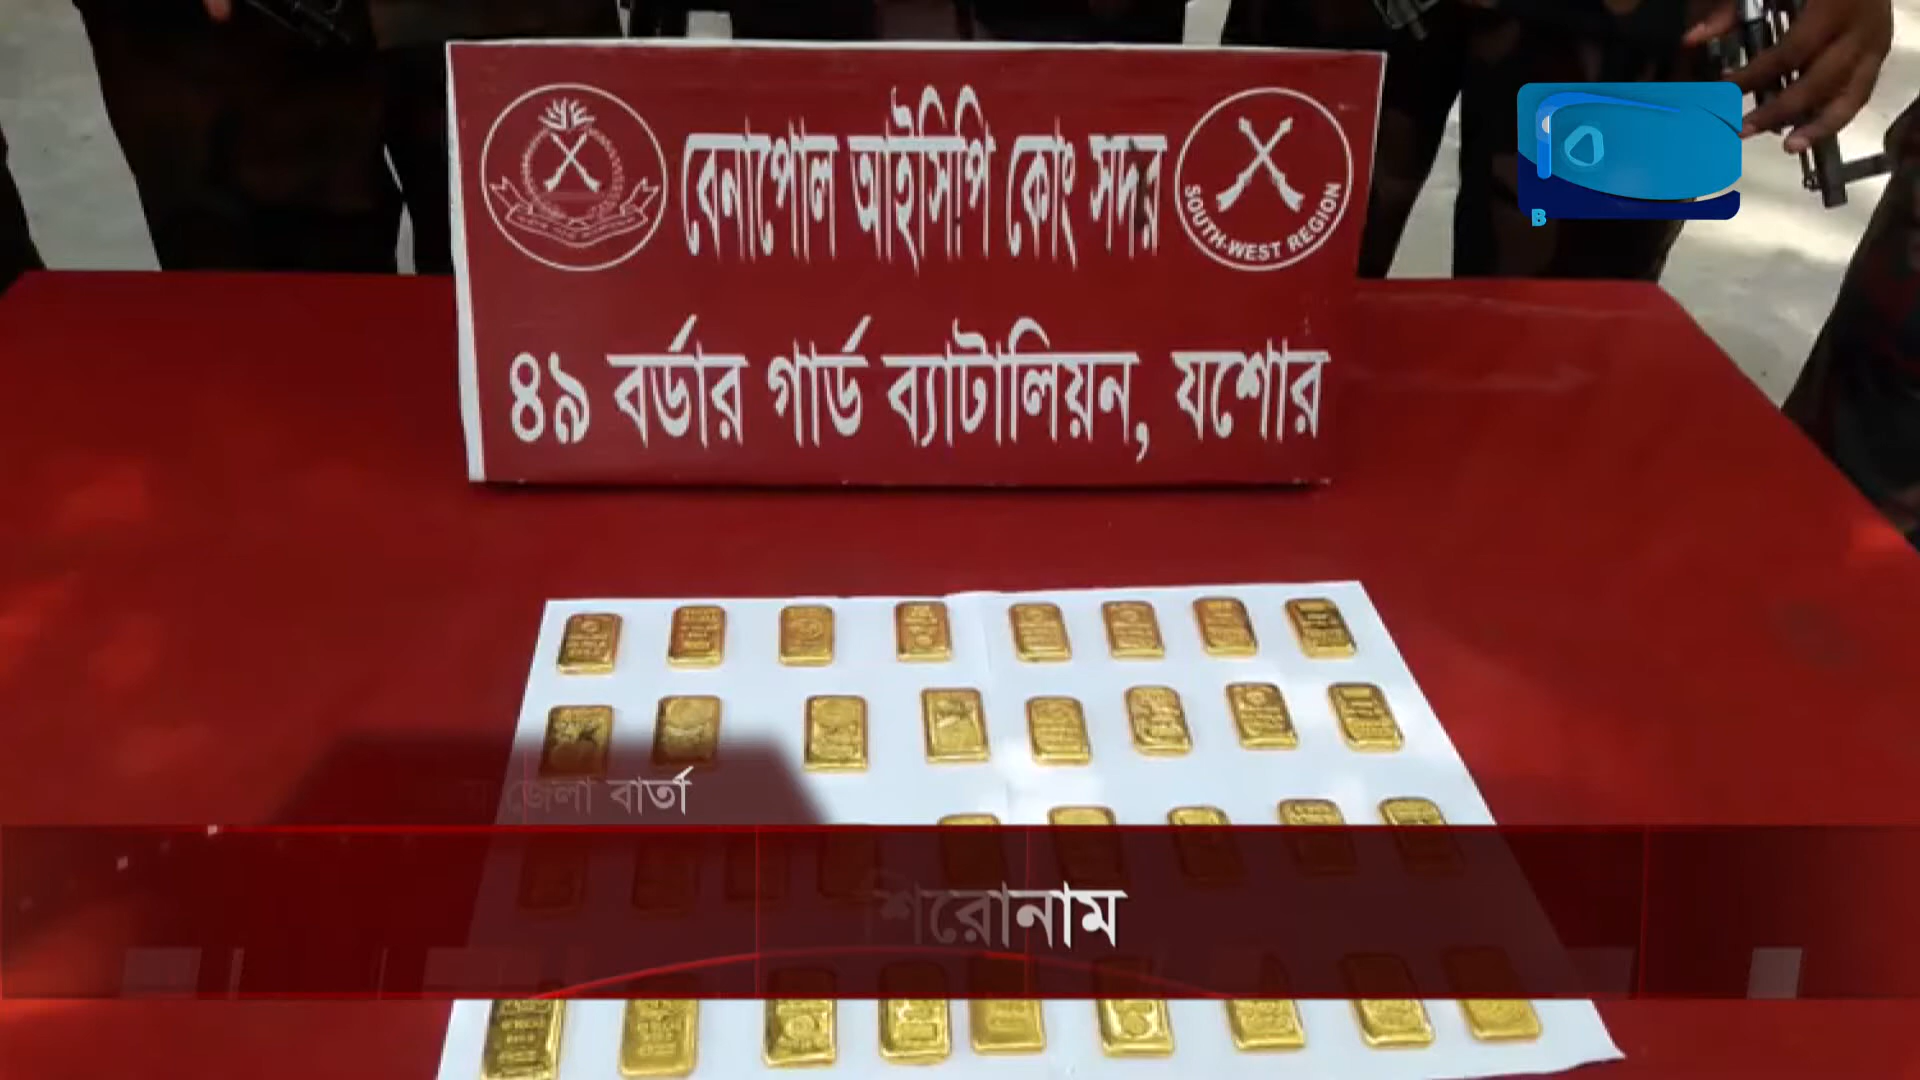 বেনাপোল আইসিপি কোং সদর
SOUTH-WEST REGION
৪৯ বর্ডার গার্ড ব্যাটালিয়ন, যশোর
B
জেলা বার্তা
শিরোনাম